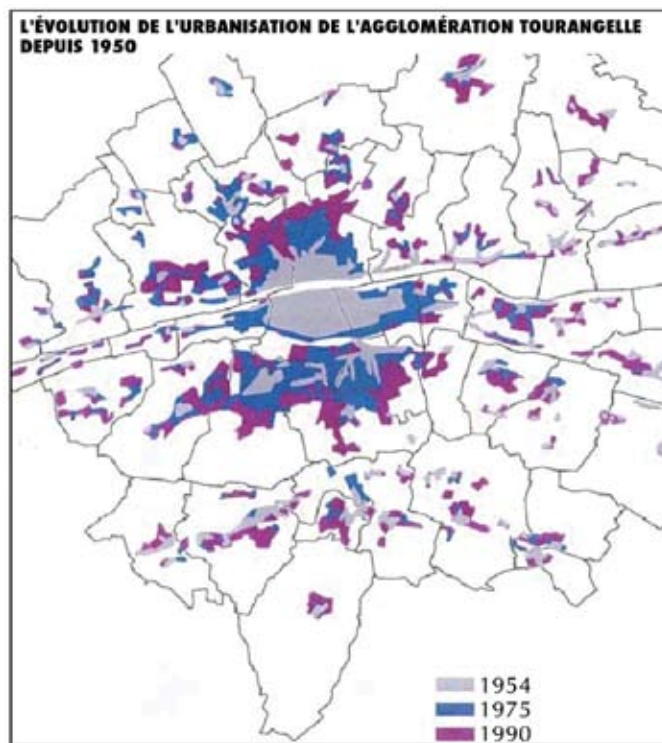 L'ÉVOLUTION DE L'URBANISATION DE L'AGGLOMÉRATION TOURANGELLE
DEPUIS 1950
1954
1975
1990